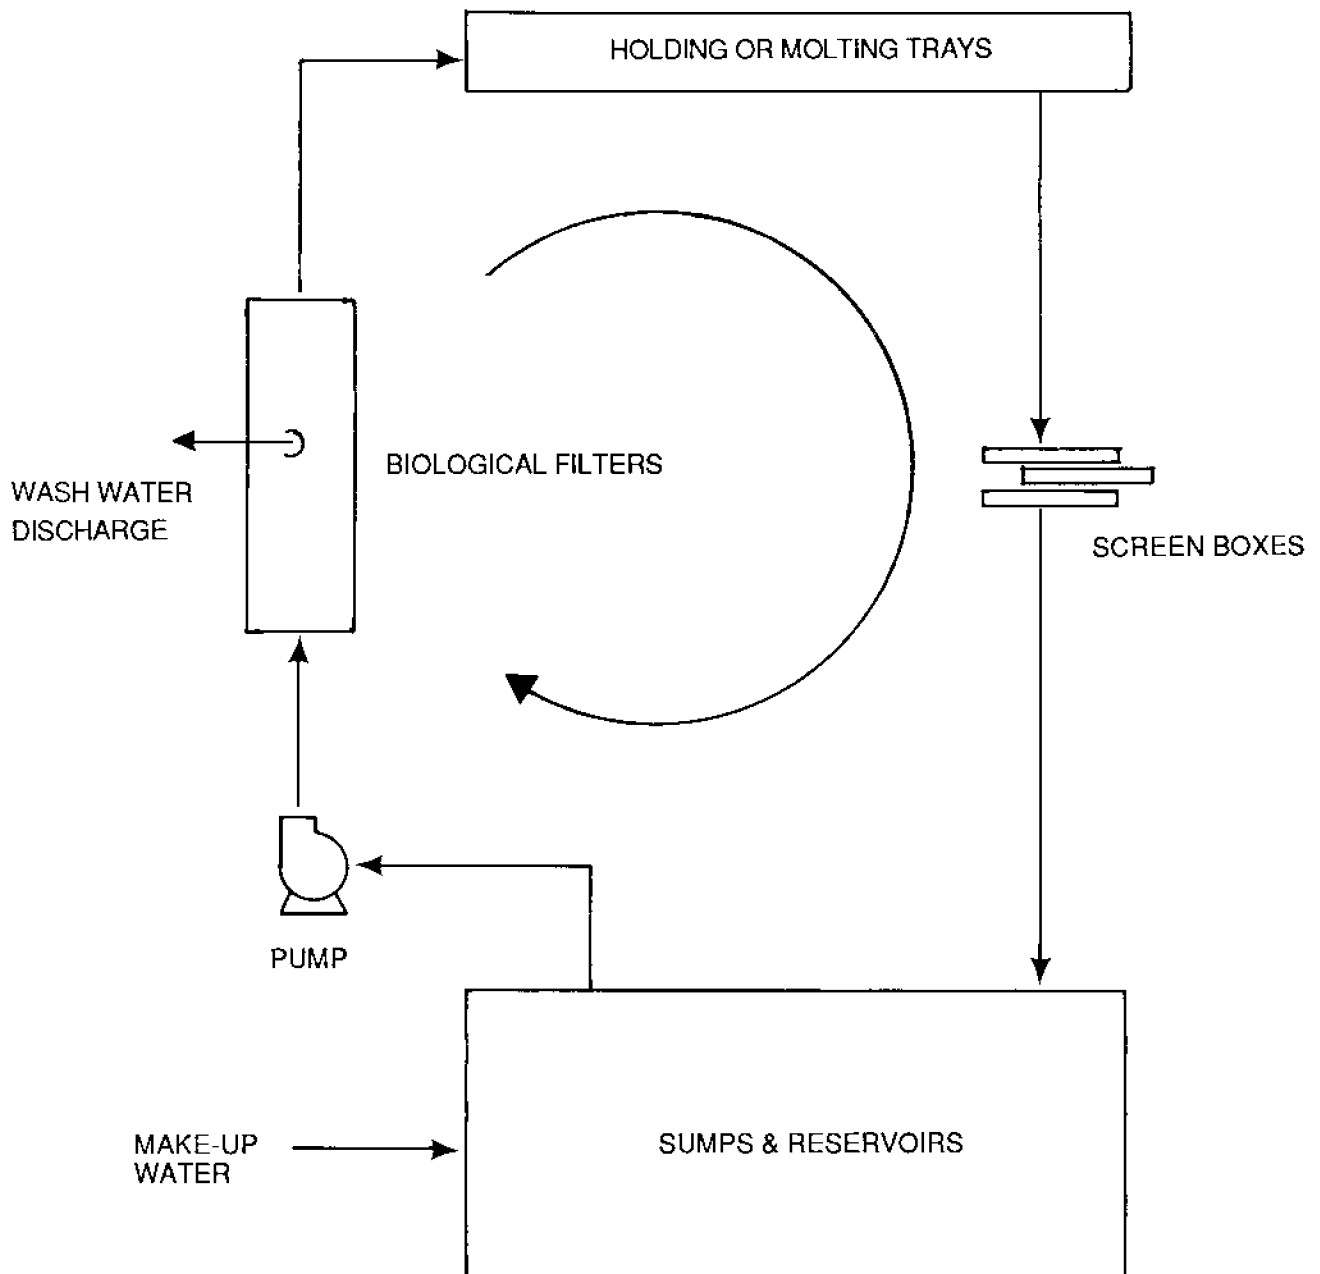 HOLDING OR MOLTING TRAYS
BIOLOGICAL FILTERS
WASH WATER
DISCHARGE
SCREEN BOXES
PUMP
MAKE-UP
WATER
SUMPS & RESERVOIRS